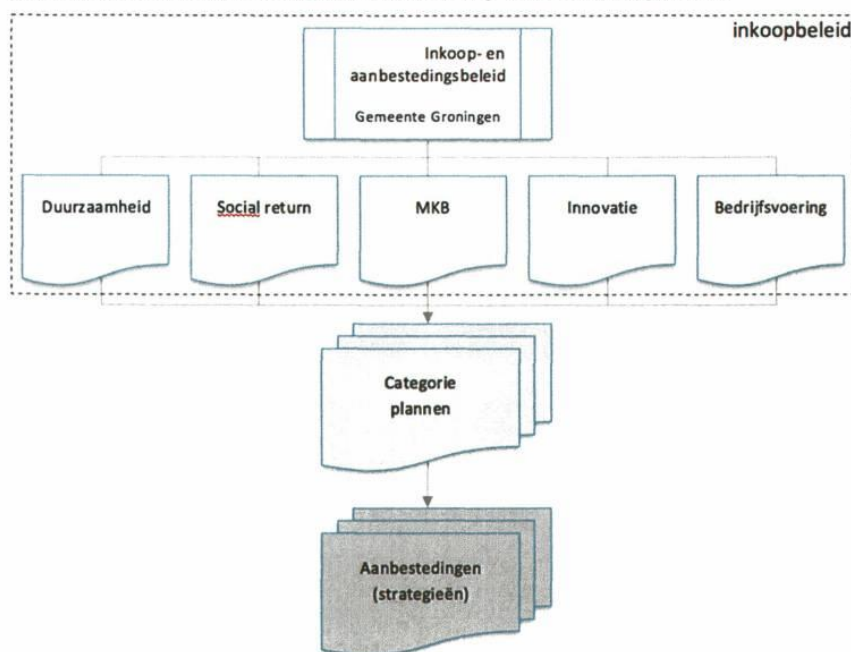 inkoopbeleid
Inkoop- en
aanbestedingsbeleid
Gemeente Groningen
Duurzaamheid
Social return
MKB
Innovatie
Bedrijfsvoering
Categorie
plannen
Aanbestedingen
(strategieën)